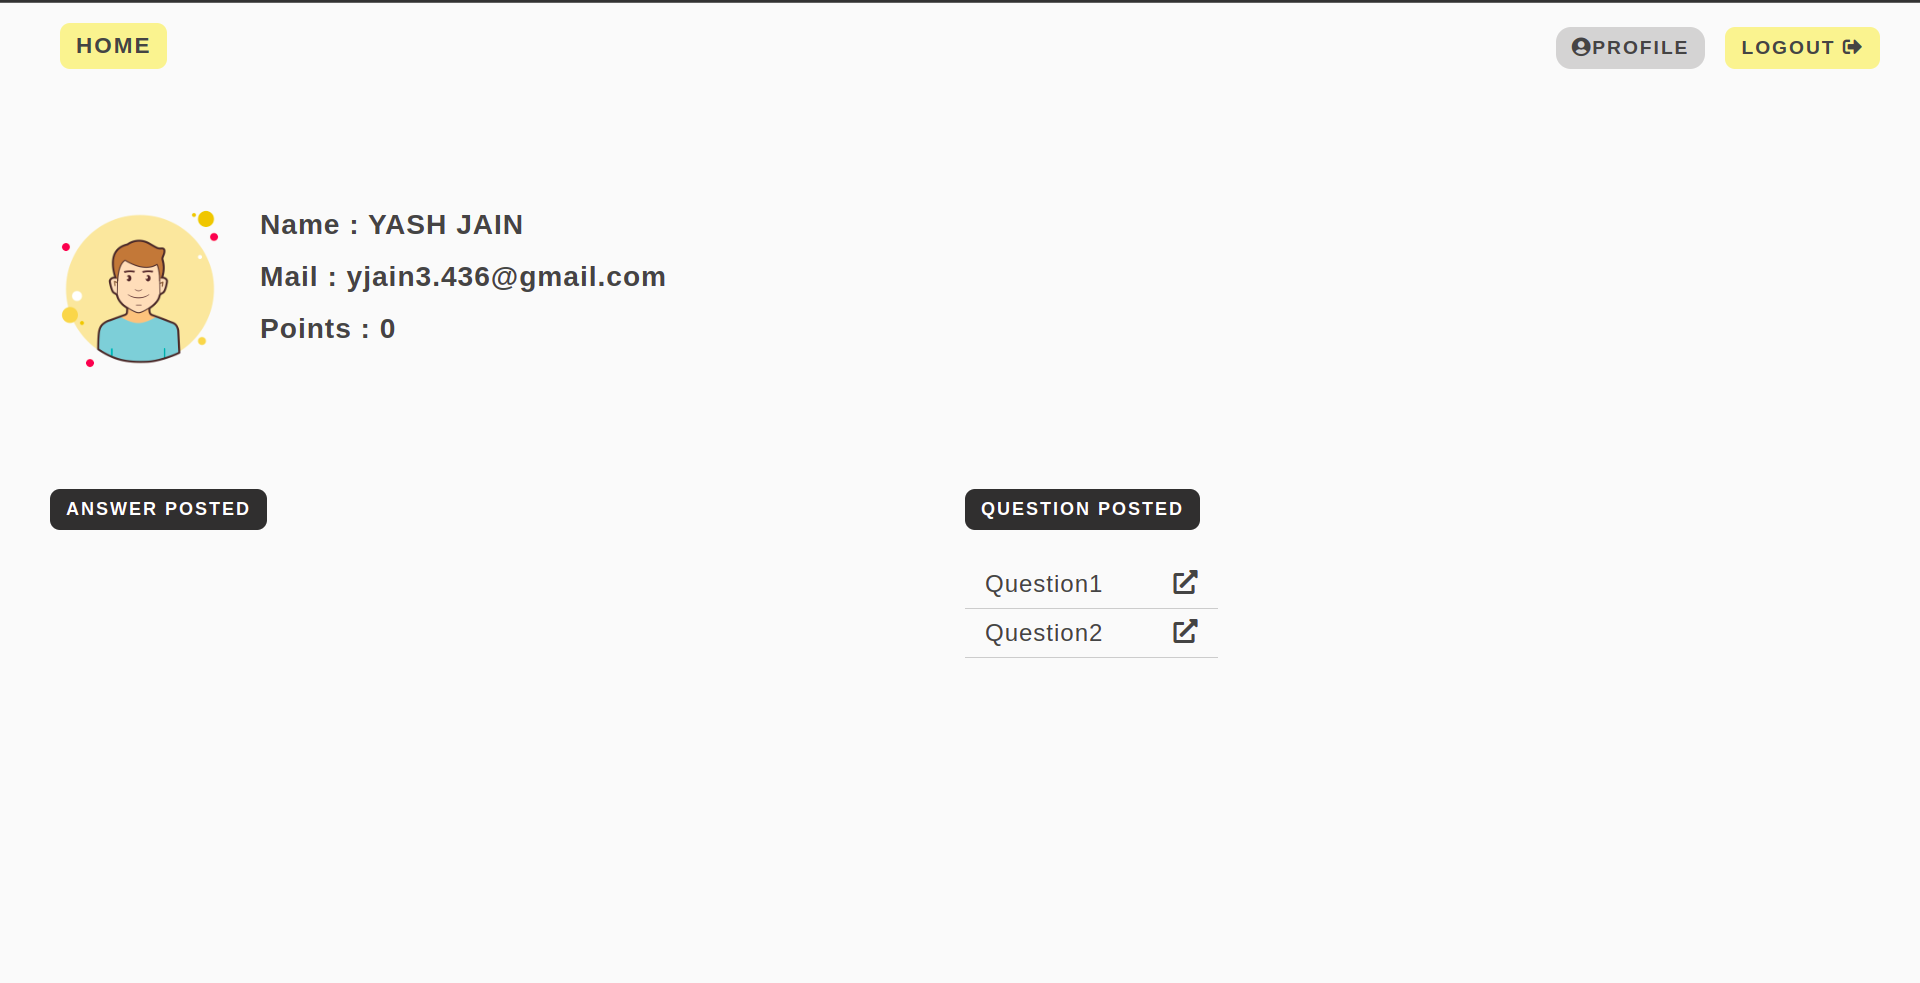 HOME
PROFILE
LOGOUT
Name : YASH JAIN
Mail : yjain3.436@gmail.com
Points : 0
ANSWER POSTED
QUESTION POSTED
Question1
Question2